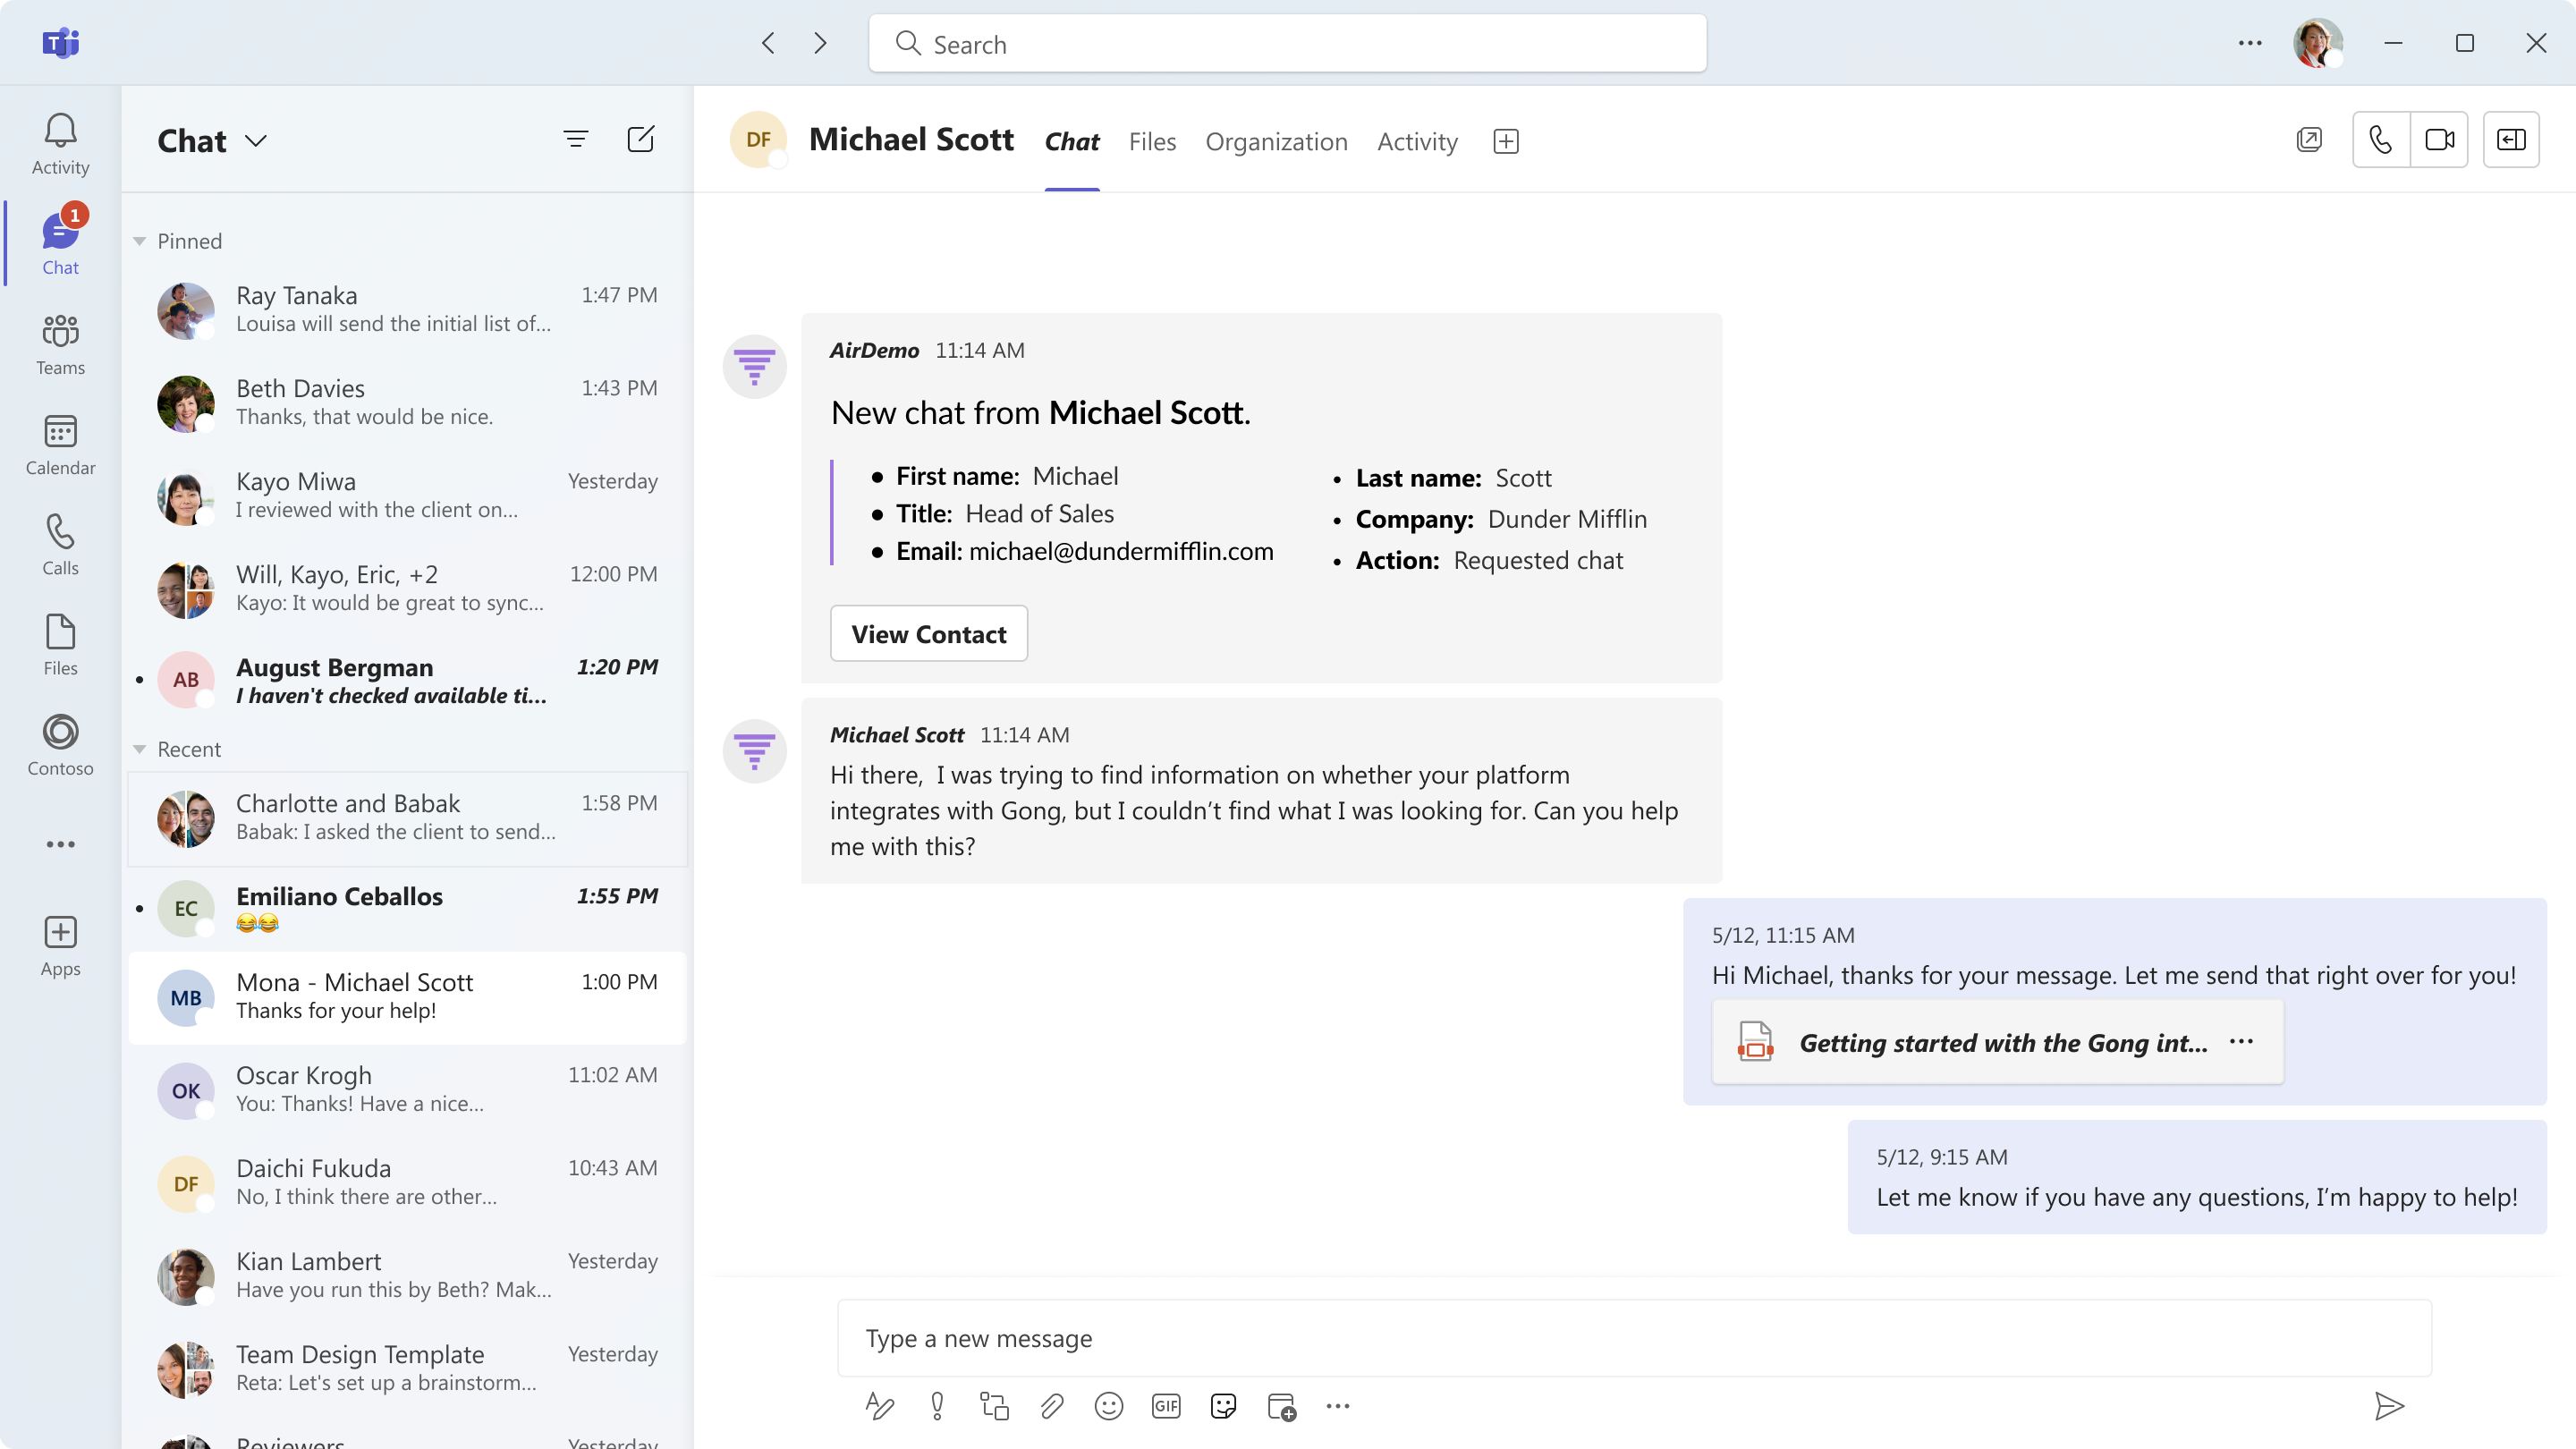 T
Search
Activity
1
Chat
Teams
Calendar
Calls
Files
Contoso
Apps
Chat
Pinned
Ray Tanaka 1:47 PM
Louisa will send the initial list of...
Beth Davies 1:43 PM
Thanks, that would be nice.
Kayo Miwa Yesterday
I reviewed with the client on...
Will, Kayo, Eric, +2 12:00 PM
Kayo: It would be great to sync...
AB
August Bergman 1:20 PM
I haven't checked available ti...
Recent
Charlotte and Babak 1:58 PM
Babak: I asked the client to send...
EC
Emiliano Ceballos 1:55 PM
😂😂
MB
Mona - Michael Scott 1:00 PM
Thanks for your help!
OK
Oscar Krogh 11:02 AM
You: Thanks! Have a nice...
DF
Daichi Fukuda 10:43 AM
No, I think there are other...
Kian Lambert Yesterday
Have you run this by Beth? Mak...
Team Design Template Yesterday
Reta: Let's set up a brainstorm...
Reviewers Yesterday
DF Michael Scott Chat Files Organization Activity
AirDemo 11:14 AM
New chat from Michael Scott.
• First name: Michael
• Title: Head of Sales
• Email: michael@dundermifflin.com
• Last name: Scott
• Company: Dunder Mifflin
• Action: Requested chat
View Contact
Michael Scott 11:14 AM
Hi there,  I was trying to find information on whether your platform
integrates with Gong, but I couldn’t find what I was looking for. Can you help
me with this?
5/12, 11:15 AM
Hi Michael, thanks for your message. Let me send that right over for you!
Getting started with the Gong int... ...
5/12, 9:15 AM
Let me know if you have any questions, I’m happy to help!
Type a new message
GIF